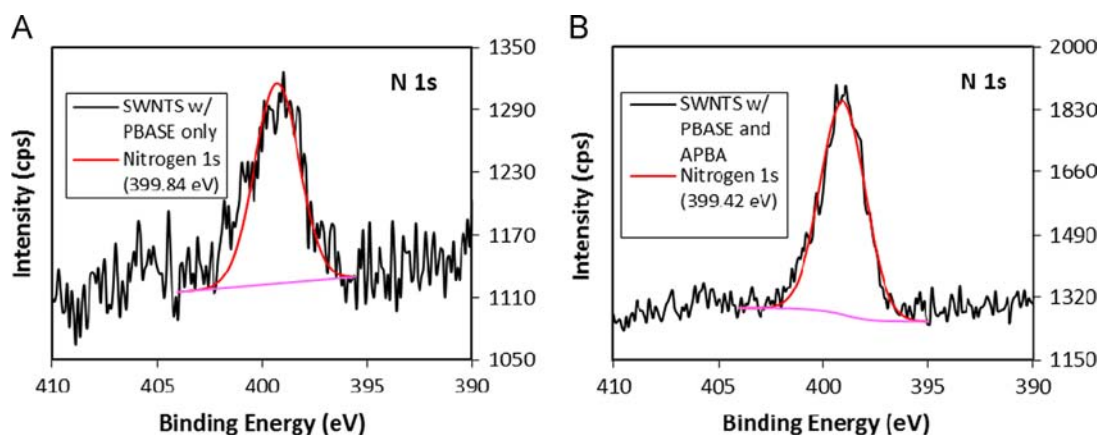 A
1350
N 1s
SWNTS w/
PBASE only
Nitrogen 1s
(399.84 eV)
1290
1230
1170
1110
1050
Intensity (cps)
410
405
400
395
390
Binding Energy (eV)
B
2000
N 1s
SWNTS w/
PBASE and
APBA
Nitrogen 1s
(399.42 eV)
1830
1660
1490
1320
1150
Intensity (cps)
410
405
400
395
390
Binding Energy (eV)